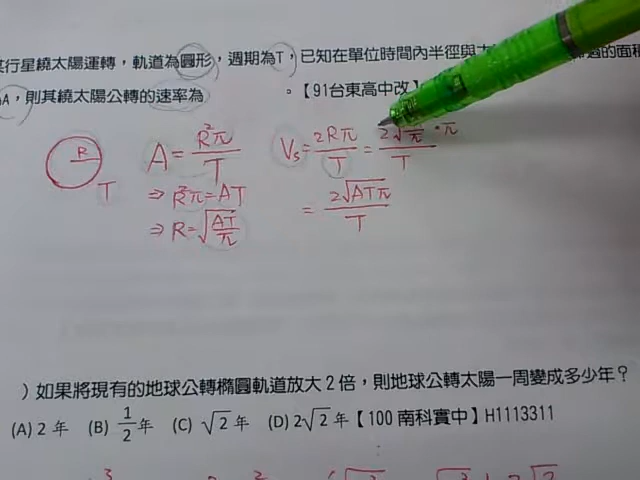 某行星繞太陽運轉，軌道為圓形，週期為T，已知在單位時間內半徑與太
過的面積
A，則其繞太陽公轉的速率為 。【91台東高中改】
R T A = R²π / T Vs = 2Rπ / T = 2√ π · π / T
⇒ R²π = AT = 2√ATπ / T
⇒ R = √AT/π
）如果將現有的地球公轉橢圓軌道放大 2 倍，則地球公轉太陽一周變成多少年？
(A) 2 年 (B) 1/2 年 (C) √2 年 (D) 2√2 年【100 南科實中】H1113311